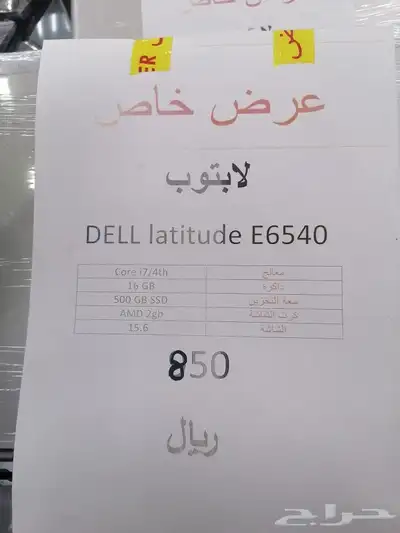 عرض خاص
لابتوب
DELL latitude E6540
Core i7/4th معالج
16 GB ذاكرة
500 GB SSD سعة التخزين
AMD 2gb كرت الشاشة
15.6 الشاشة
850
ريال
حراج